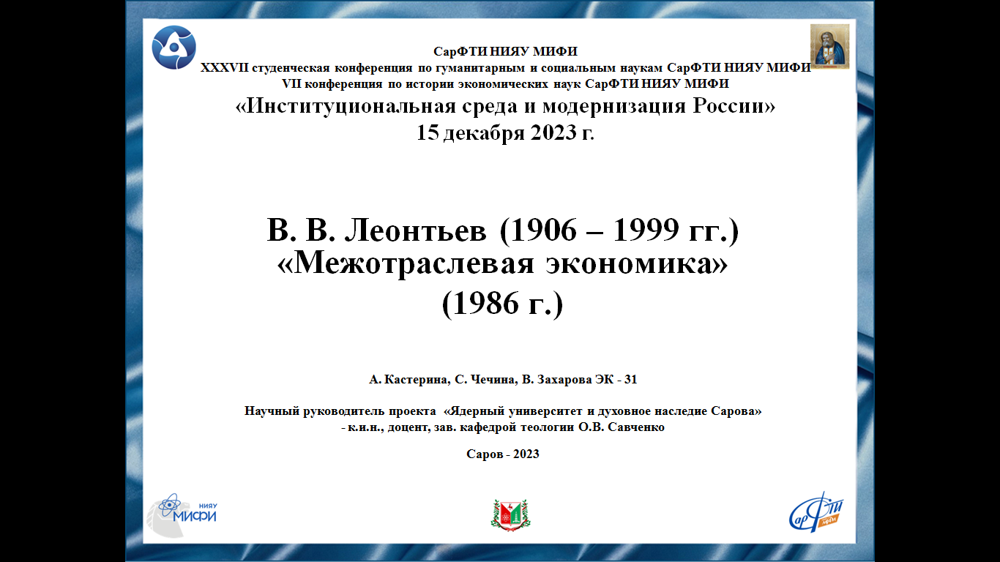 СарФТИ НИЯУ МИФИ
XXXVII студенческая конференция по гуманитарным и социальным наукам СарФТИ НИЯУ МИФИ
VII конференция по истории экономических наук СарФТИ НИЯУ МИФИ
«Институциональная среда и модернизация России»
15 декабря 2023 г.
В. В. Леонтьев (1906 – 1999 гг.)
«Межотраслевая экономика»
(1986 г.)
А. Кастерина, С. Чечина, В. Захарова ЭК - 31
Научный руководитель проекта «Ядерный университет и духовное наследие Сарова»
- к.и.н., доцент, зав. кафедрой теологии О.В. Савченко
Саров - 2023
НИЯУ
МИФИ
СарФТИ
МИФИ